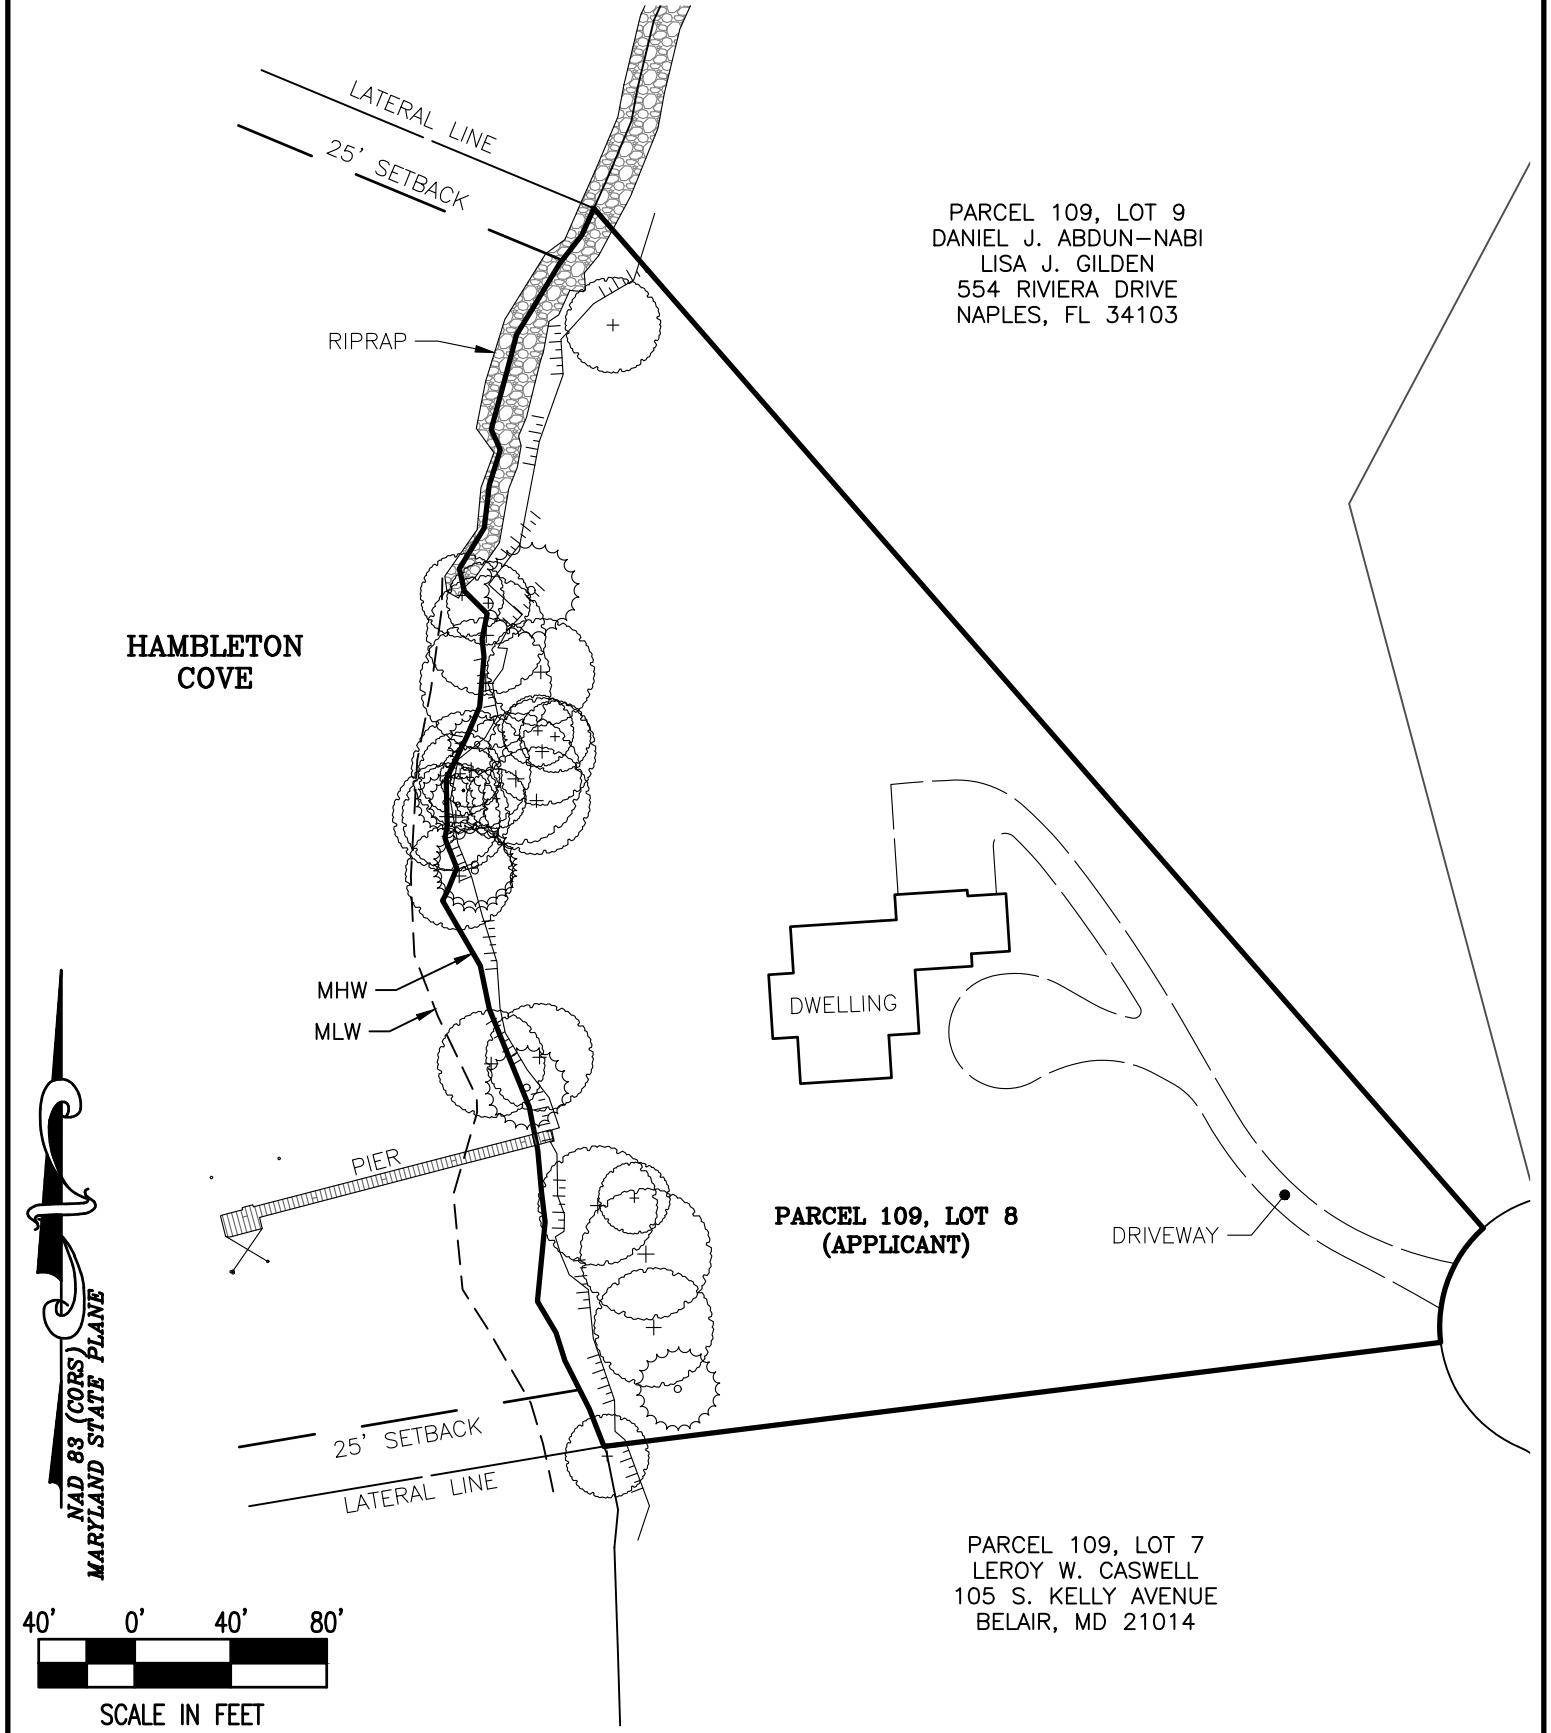 LATERAL LINE
25' SETBACK
PARCEL 109, LOT 9
DANIEL J. ABDUN-NABI
LISA J. GILDEN
554 RIVIERA DRIVE
NAPLES, FL 34103
RIPRAP
HAMBLETON
COVE
MHW
MLW
DWELLING
PIER
PARCEL 109, LOT 8
(APPLICANT)
DRIVEWAY
NAD 83 (CORS)
MARYLAND STATE PLANE
25' SETBACK
LATERAL LINE
PARCEL 109, LOT 7
LEROY W. CASWELL
105 S. KELLY AVENUE
BELAIR, MD 21014
40' 0' 40' 80'
SCALE IN FEET